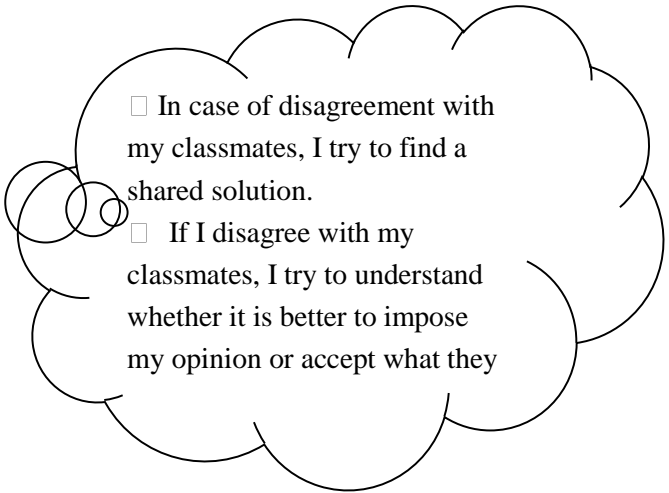 □ In case of disagreement with
my classmates, I try to find a
shared solution.
□ If I disagree with my
classmates, I try to understand
whether it is better to impose
my opinion or accept what they